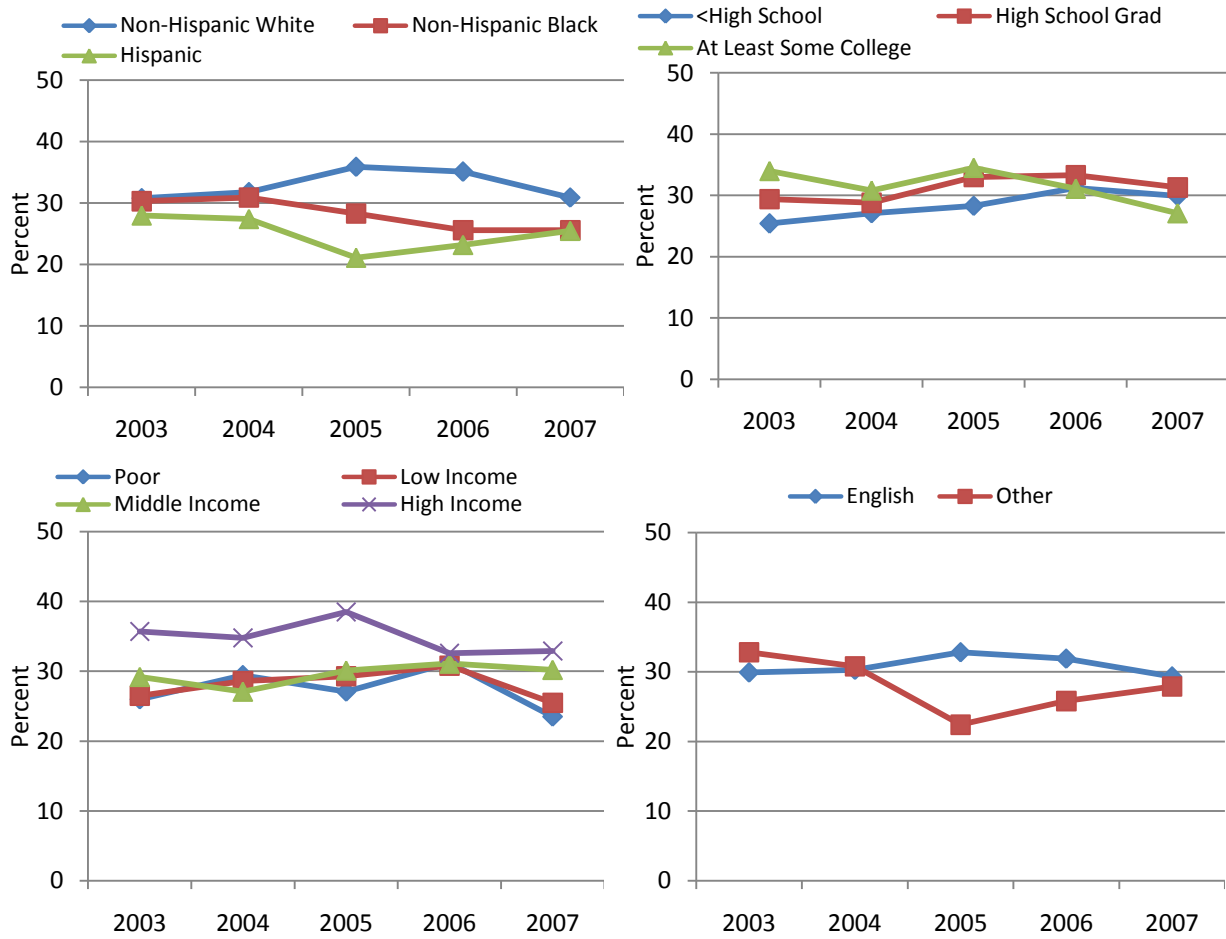 Non-Hispanic White Non-Hispanic Black
Hispanic
50
40
30
20
10
0
Percent
2003 2004 2005 2006 2007
<High School High School Grad
At Least Some College
50
40
30
20
10
0
Percent
2003 2004 2005 2006 2007
Poor Low Income
Middle Income High Income
50
40
30
20
10
0
Percent
2003 2004 2005 2006 2007
English Other
50
40
30
20
10
0
Percent
2003 2004 2005 2006 2007